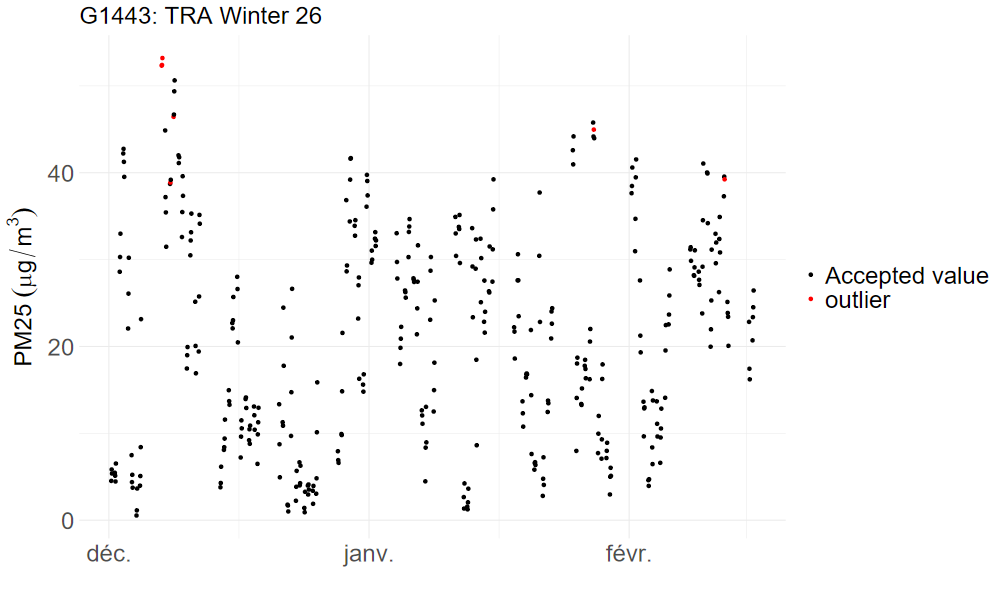 G1443: TRA Winter 26
PM25 (μg/m³)
40
20
0
déc.
janv.
févr.
Accepted value
outlier